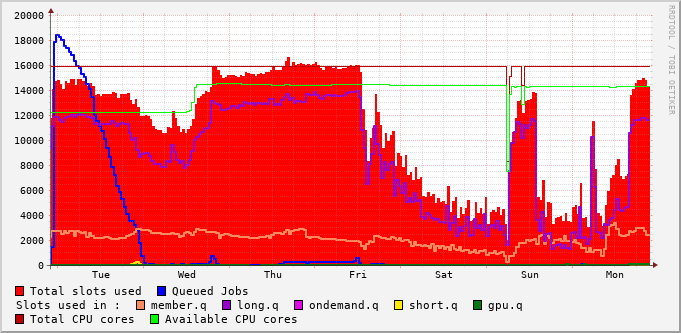 20000
18000
16000
14000
12000
10000
8000
6000
4000
2000
0
Tue Wed Thu Fri Sat Sun Mon
RRDTOOL / TOBI OETIKER
Total slots used Queued Jobs
Slots used in : member.q long.q ondemand.q short.q gpu.q
Total CPU cores Available CPU cores